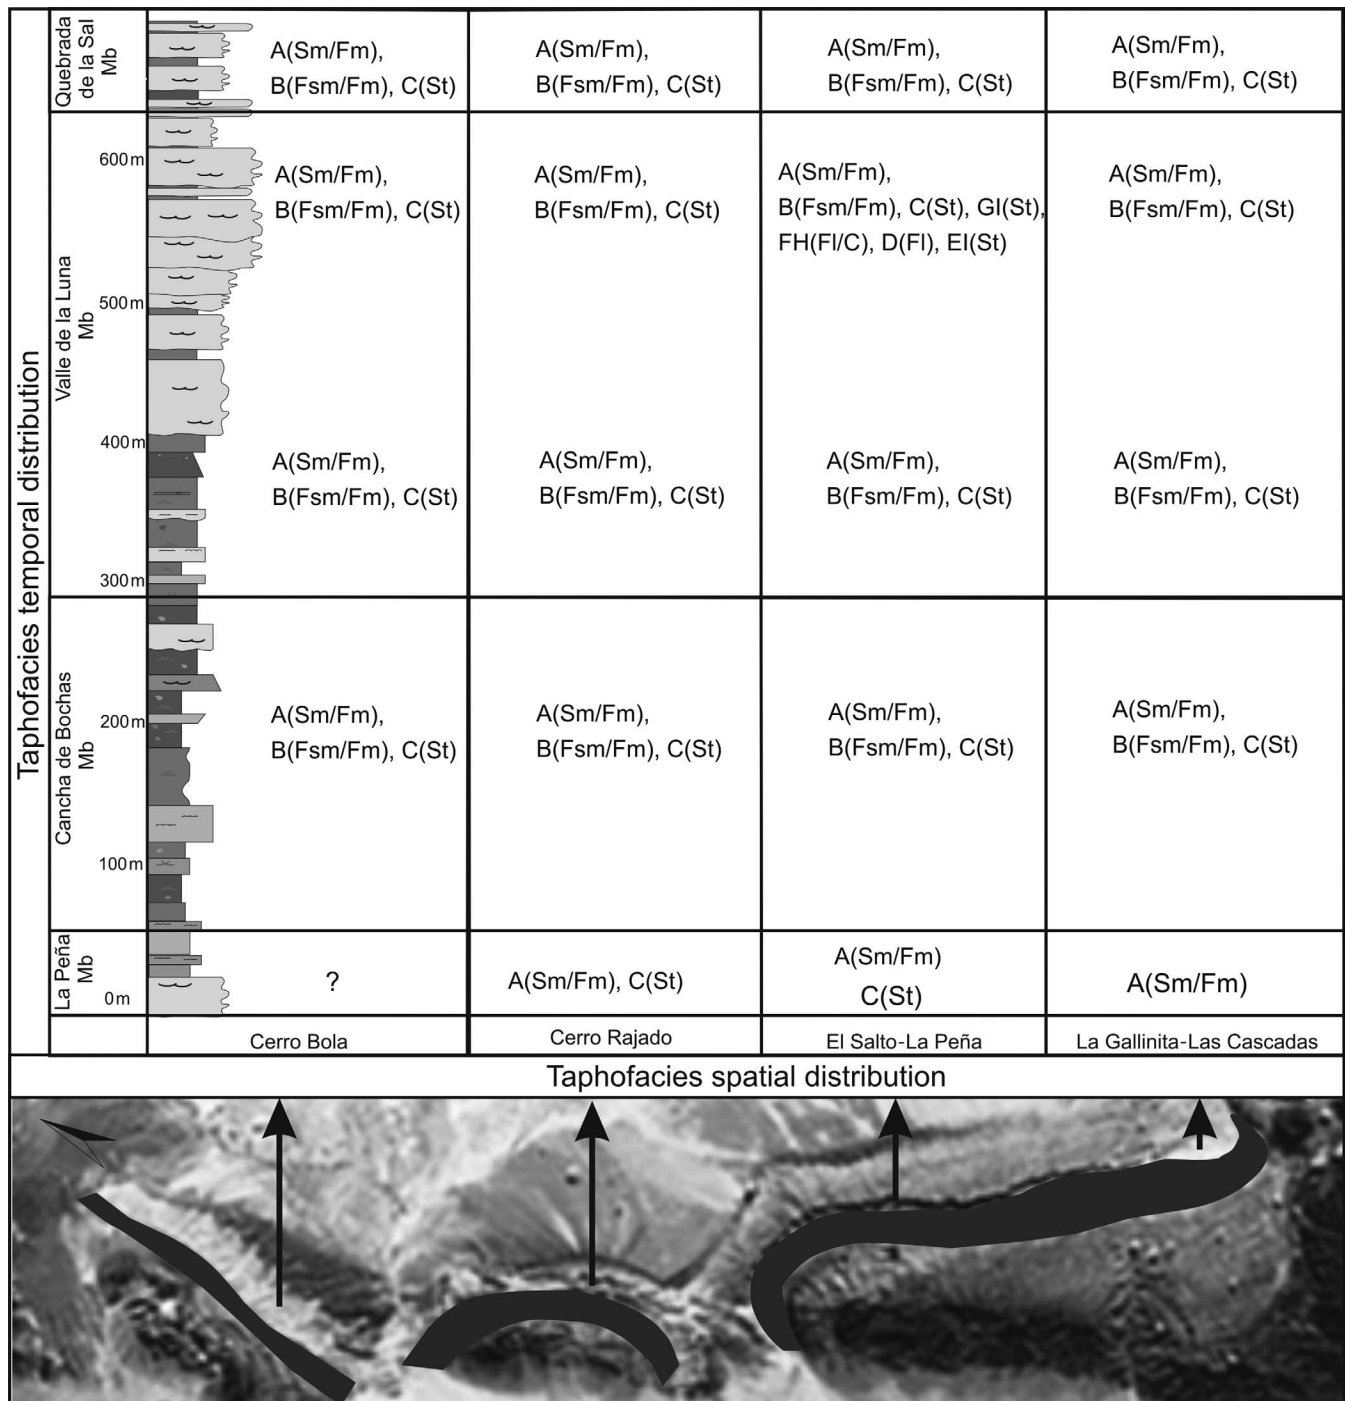 Taphofacies temporal distribution
Quebrada
de la Sal
Mb
A(Sm/Fm),
B(Fsm/Fm), C(St)
A(Sm/Fm),
B(Fsm/Fm), C(St)
A(Sm/Fm),
B(Fsm/Fm), C(St)
A(Sm/Fm),
B(Fsm/Fm), C(St)
Valle de la Luna
Mb
600m
500m
400m
300m
A(Sm/Fm),
B(Fsm/Fm), C(St)
A(Sm/Fm),
B(Fsm/Fm), C(St)
A(Sm/Fm),
B(Fsm/Fm), C(St), GI(St),
FH(Fl/C), D(Fl), EI(St)
A(Sm/Fm),
B(Fsm/Fm), C(St)
A(Sm/Fm),
B(Fsm/Fm), C(St)
A(Sm/Fm),
B(Fsm/Fm), C(St)
A(Sm/Fm),
B(Fsm/Fm), C(St)
A(Sm/Fm),
B(Fsm/Fm), C(St)
Cancha de Bochas
Mb
200m
100m
A(Sm/Fm),
B(Fsm/Fm), C(St)
A(Sm/Fm),
B(Fsm/Fm), C(St)
A(Sm/Fm),
B(Fsm/Fm), C(St)
A(Sm/Fm),
B(Fsm/Fm), C(St)
La Peña
Mb
0m
?
A(Sm/Fm), C(St)
A(Sm/Fm)
C(St)
A(Sm/Fm)
Cerro Bola
Cerro Rajado
El Salto-La Peña
La Gallinita-Las Cascadas
Taphofacies spatial distribution